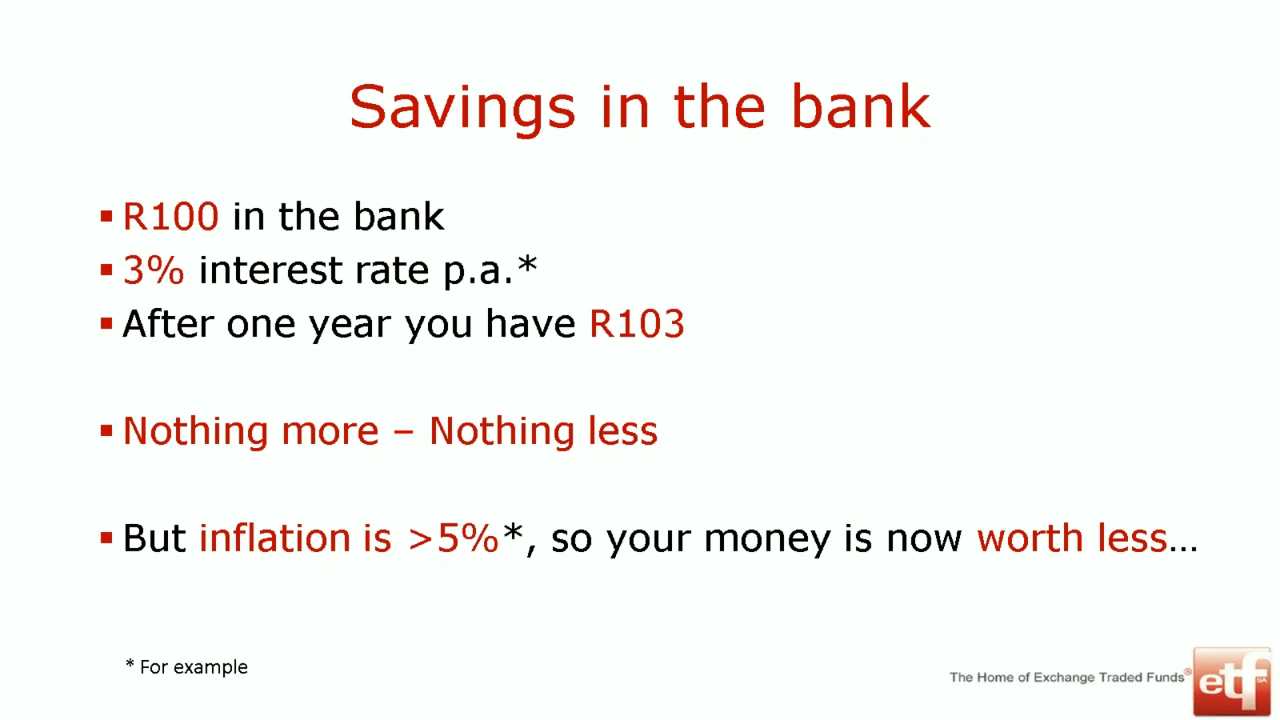 Savings in the bank
▪ R100 in the bank
▪ 3% interest rate p.a.*
▪ After one year you have R103
▪ Nothing more – Nothing less
▪ But inflation is >5%*, so your money is now worth less…
* For example
The Home of Exchange Traded Funds®
etf
SA